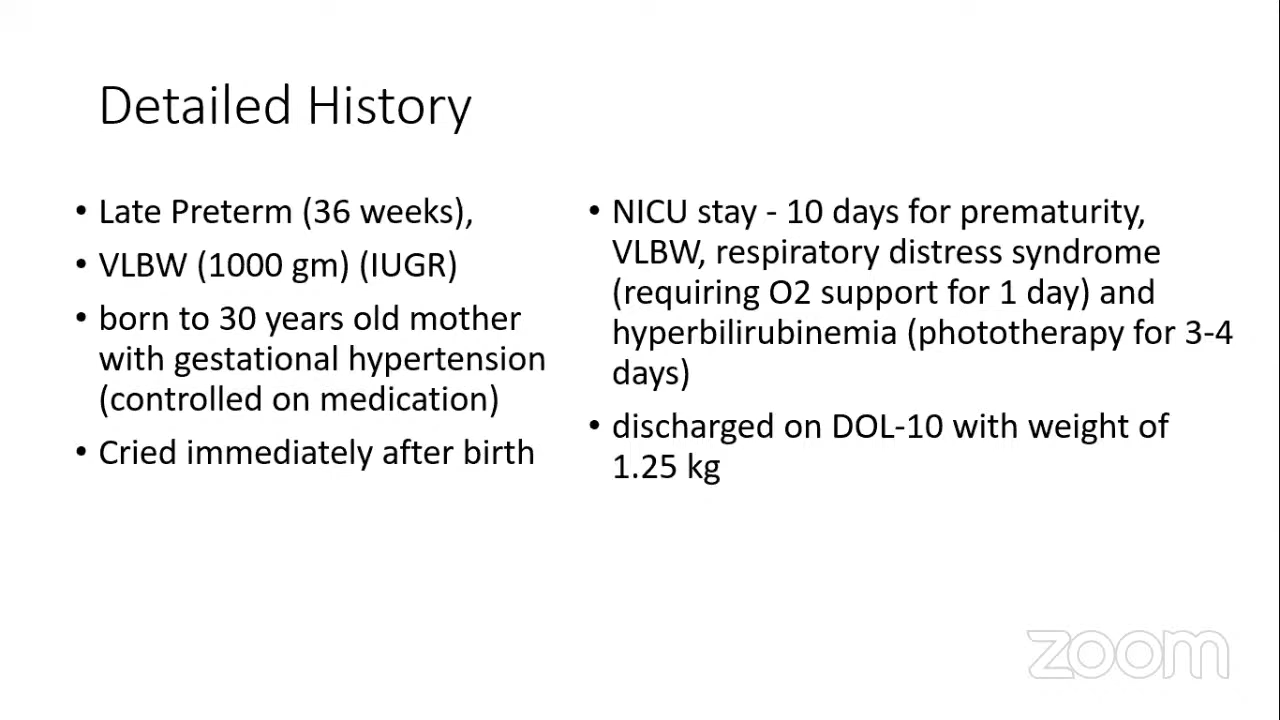 Detailed History
• Late Preterm (36 weeks),
• VLBW (1000 gm) (IUGR)
• born to 30 years old mother
with gestational hypertension
(controlled on medication)
• Cried immediately after birth
• NICU stay - 10 days for prematurity,
VLBW, respiratory distress syndrome
(requiring O2 support for 1 day) and
hyperbilirubinemia (phototherapy for 3-4
days)
• discharged on DOL-10 with weight of
1.25 kg
zoom